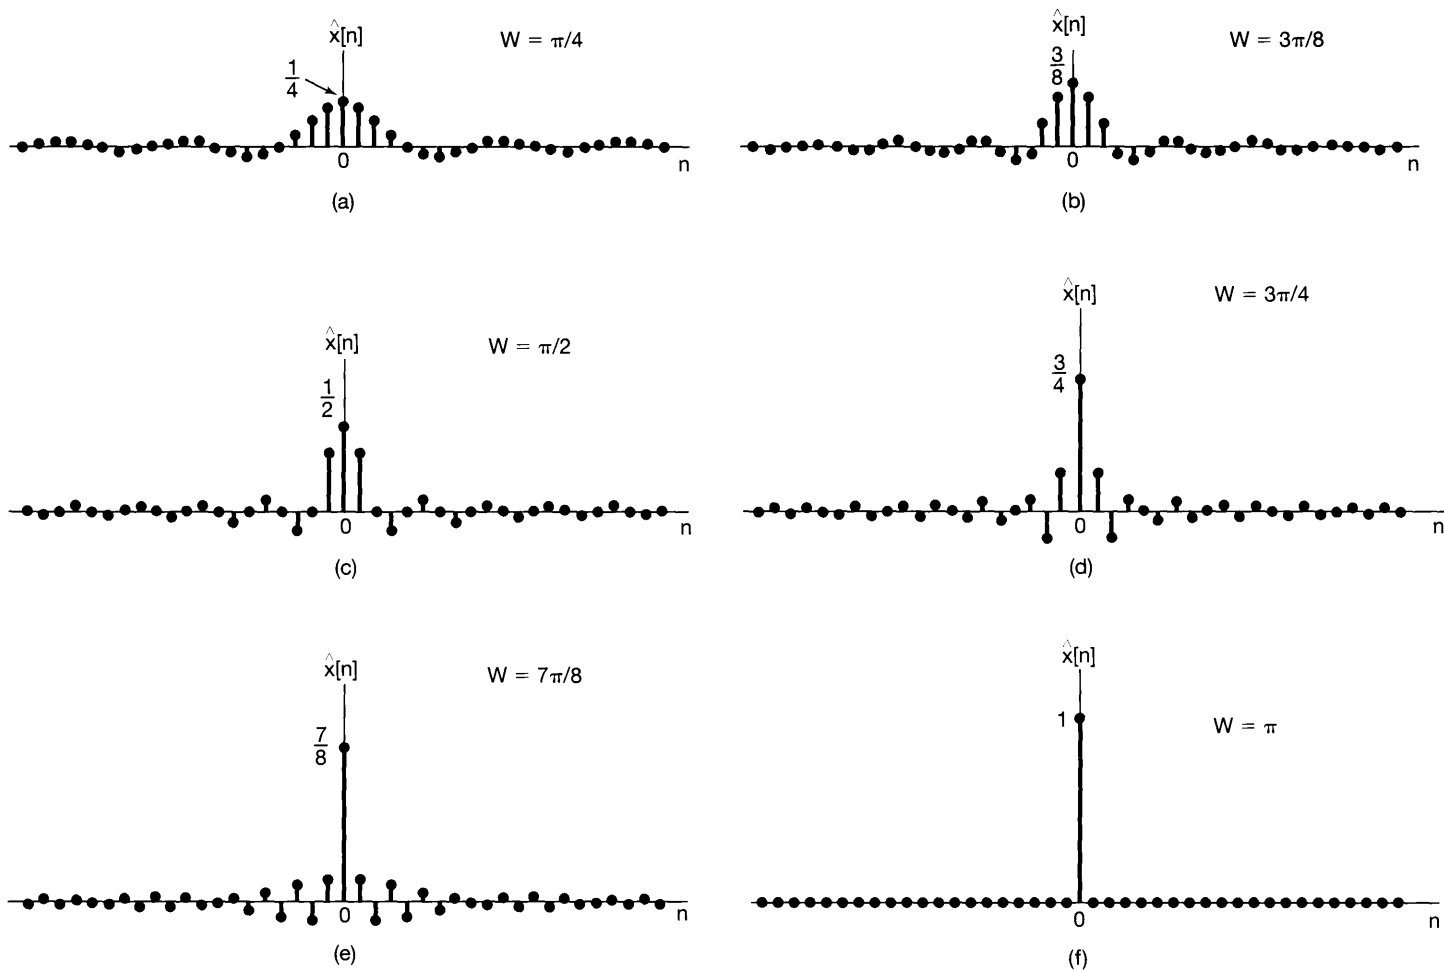 x̂[n]
W = π/4
1/4
0
n
(a)
x̂[n]
W = 3π/8
3/8
0
n
(b)
x̂[n]
W = π/2
1/2
0
n
(c)
x̂[n]
W = 3π/4
3/4
0
n
(d)
x̂[n]
W = 7π/8
7/8
0
n
(e)
x̂[n]
W = π
1
0
n
(f)